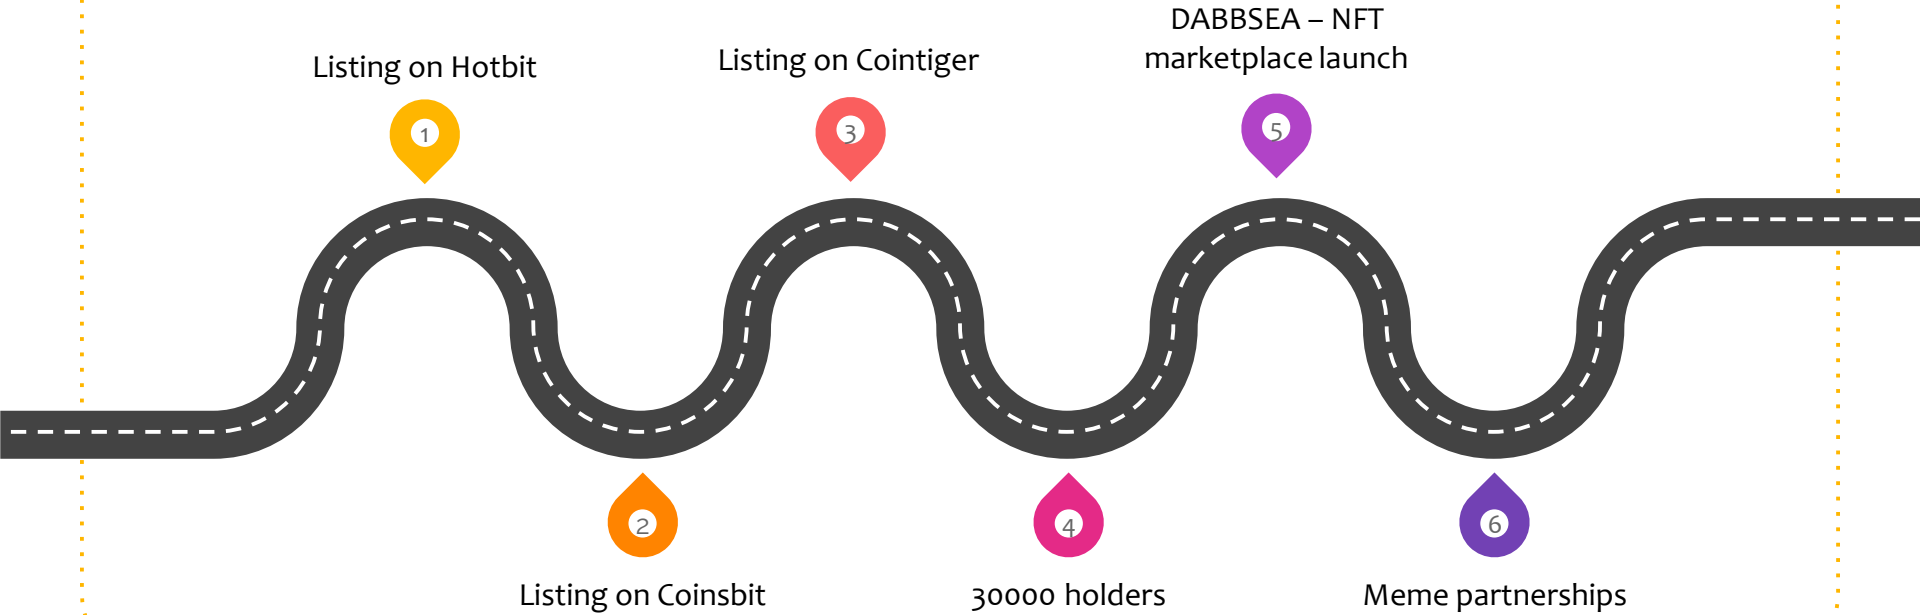 Listing on Hotbit
1
Listing on Coinsbit
2
Listing on Cointiger
3
30000 holders
4
DABBSEA – NFT
marketplace launch
5
Meme partnerships
6